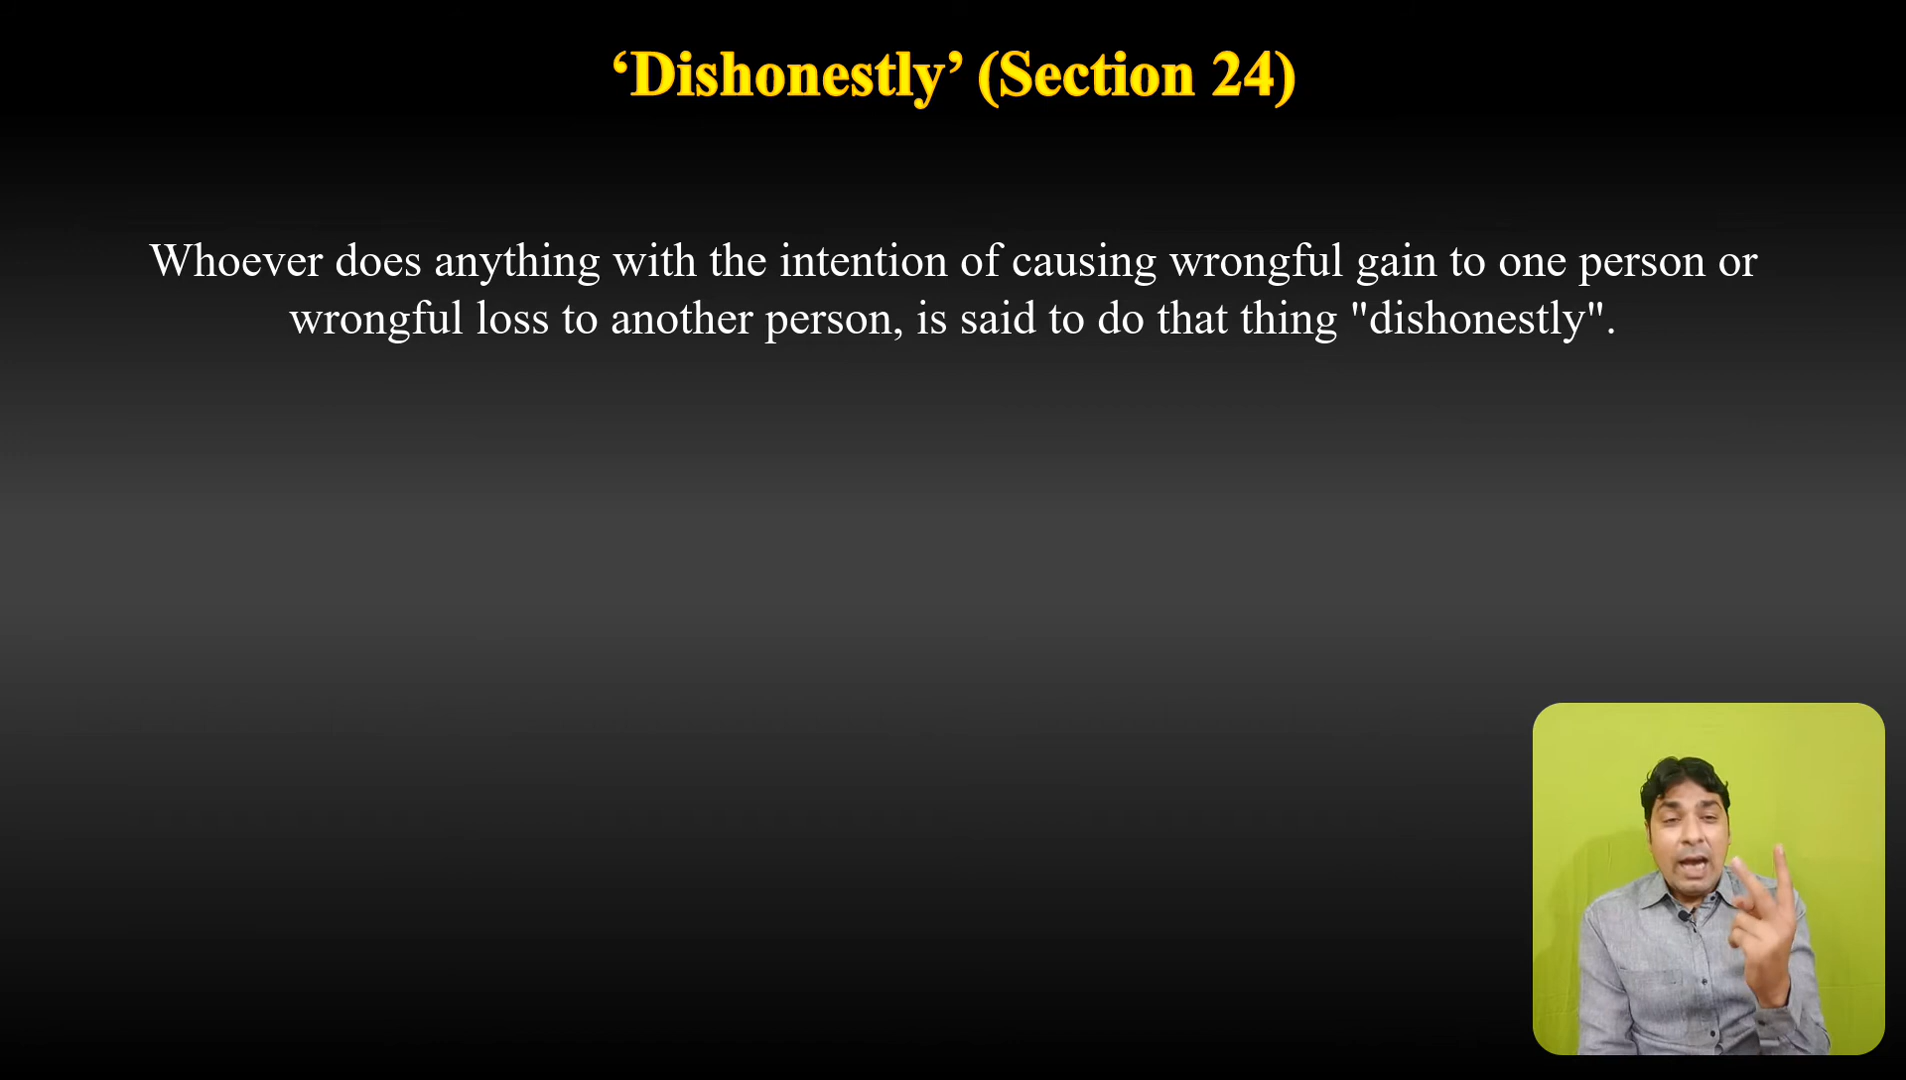 ‘Dishonestly’ (Section 24)
Whoever does anything with the intention of causing wrongful gain to one person or
wrongful loss to another person, is said to do that thing "dishonestly".